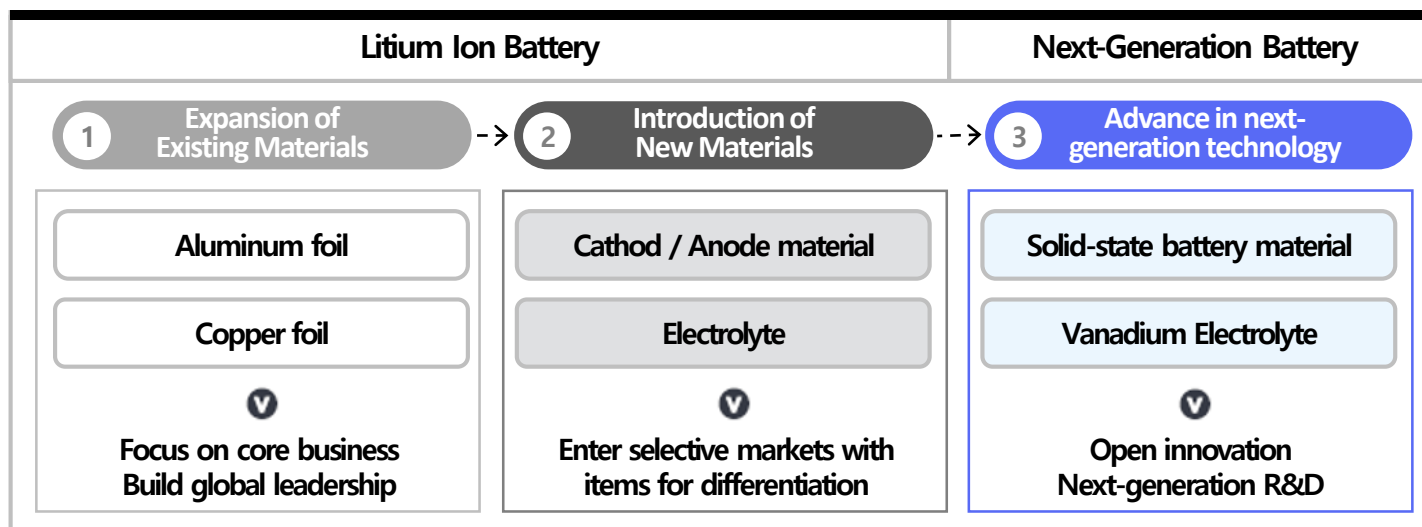 Litium Ion Battery
Next-Generation Battery
1
Expansion of
Existing Materials
2
Introduction of
New Materials
3
Advance in next-
generation technology
Aluminum foil
Copper foil
V
Focus on core business
Build global leadership
Cathod / Anode material
Electrolyte
V
Enter selective markets with
items for differentiation
Solid-state battery material
Vanadium Electrolyte
V
Open innovation
Next-generation R&D